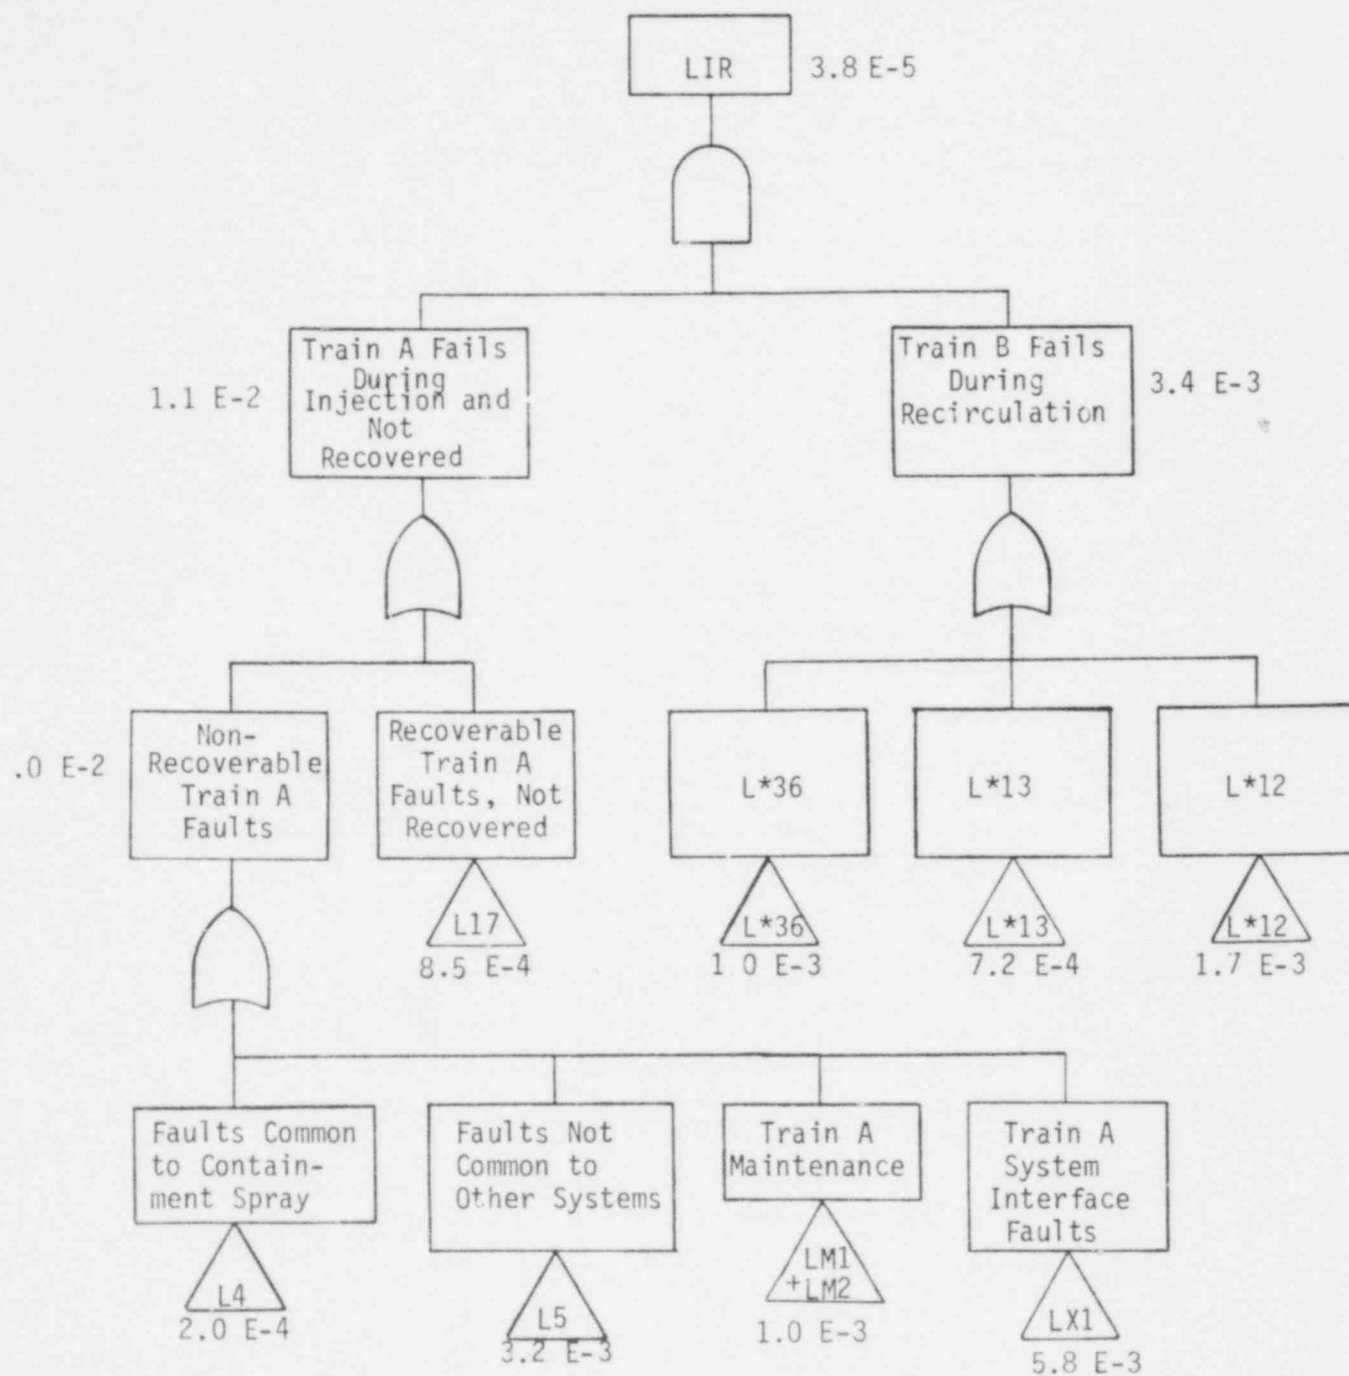 LIR
3.8 E-5
Train A Fails
During
Injection and
Not
Recovered
1.1 E-2
Train B Fails
During
Recirculation
3.4 E-3
.0 E-2
Non-
Recoverable
Train A
Faults
Recoverable
Train A
Faults, Not
Recovered
L*36
L*13
L*12
L17
8.5 E-4
L*36
1 0 E-3
L*13
7.2 E-4
L*12
1.7 E-3
Faults Common
to Contain-
ment Spray
Faults Not
Common to
Other Systems
Train A
Maintenance
Train A
System
Interface
Faults
L4
2.0 E-4
L5
3.2 E-3
LM1
+LM2
1.0 E-3
LX1
5.8 E-3